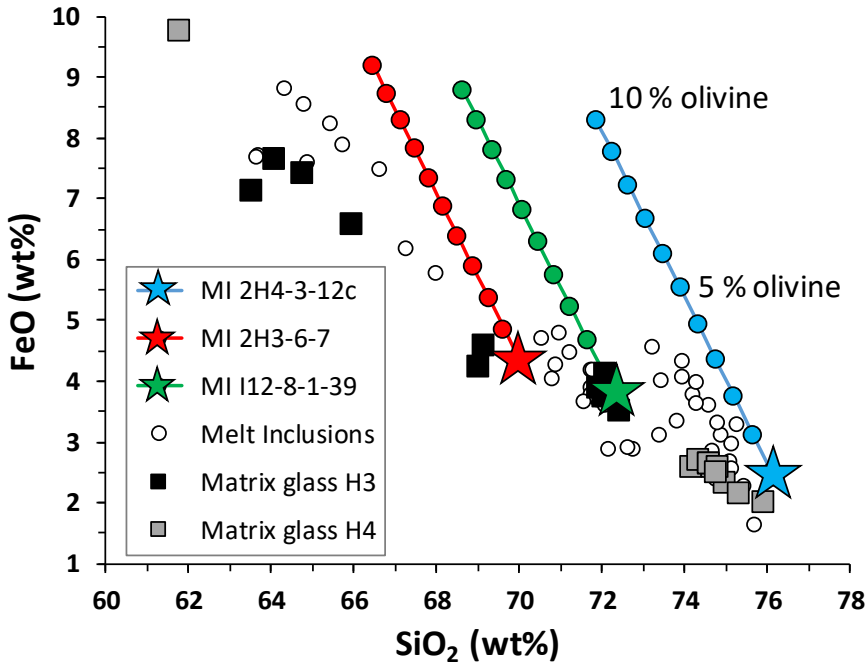 10
9
8
7
6
5
4
3
2
1
FeO (wt%)
10 % olivine
5 % olivine
MI 2H4-3-12c
MI 2H3-6-7
MI I12-8-1-39
Melt Inclusions
Matrix glass H3
Matrix glass H4
60 62 64 66 68 70 72 74 76 78
SiO₂ (wt%)